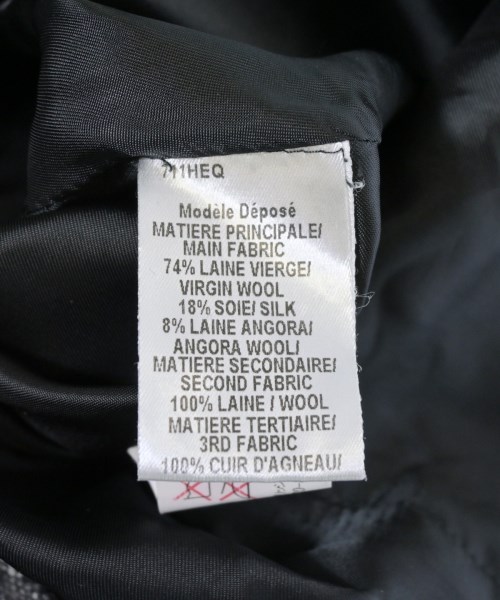 711HEQ
Modèle Déposé
MATIERE PRINCIPALE/
MAIN FABRIC
74% LAINE VIERGE/
VIRGIN WOOL
18% SOIE/ SILK
8% LAINE ANGORA/
ANGORA WOOL/
MATIERE SECONDAIRE/
SECOND FABRIC
100% LAINE / WOOL
MATIERE TERTIAIRE/
3RD FABRIC
100% CUIR D'AGNEAU/